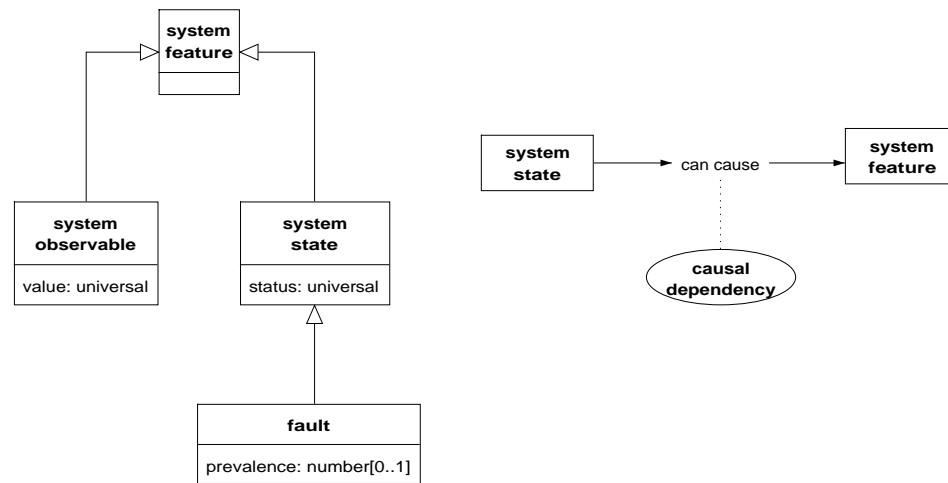 system
feature
system
observable
value: universal
system
state
status: universal
fault
prevalence: number[0..1]
system
state
can cause
system
feature
causal
dependency